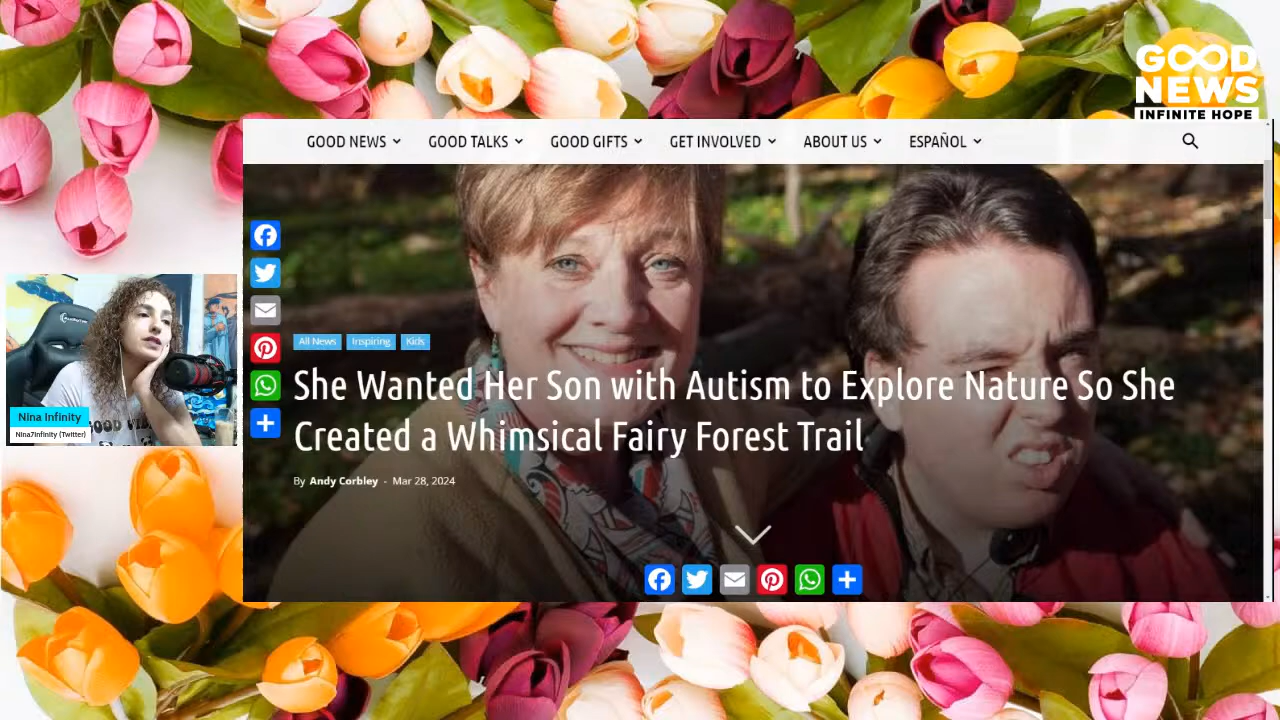 GOOD
NEWS
INFINITE HOPE
GOOD NEWS GOOD TALKS GOOD GIFTS GET INVOLVED ABOUT US ESPAÑOL
All News Inspiring Kids
She Wanted Her Son with Autism to Explore Nature So She
Created a Whimsical Fairy Forest Trail
By Andy Corbley - Mar 28, 2024
OOD VIB
Nina Infinity
Nina7Infinity (Twitter)